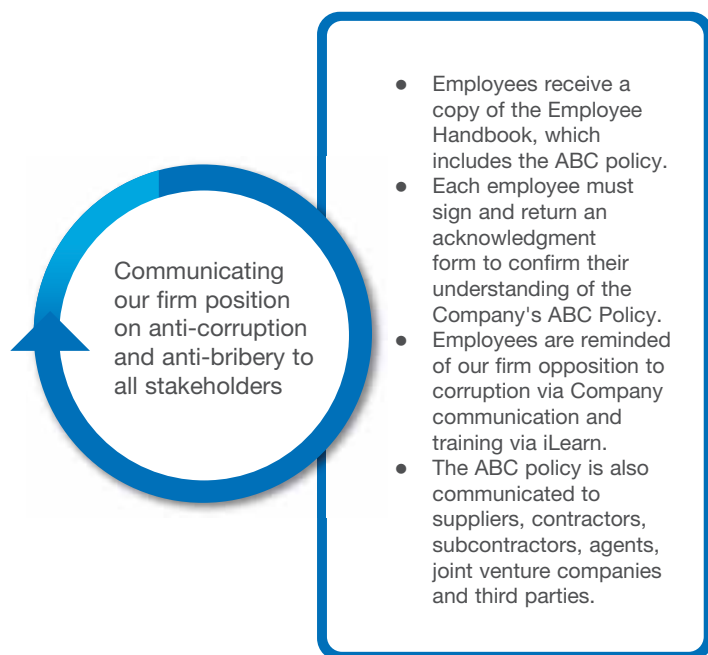 Communicating
our firm position
on anti-corruption
and anti-bribery to
all stakeholders
● Employees receive a
copy of the Employee
Handbook, which
includes the ABC policy.
● Each employee must
sign and return an
acknowledgment
form to confirm their
understanding of the
Company's ABC Policy.
● Employees are reminded
of our firm opposition to
corruption via Company
communication and
training via iLearn.
● The ABC policy is also
communicated to
suppliers, contractors,
subcontractors, agents,
joint venture companies
and third parties.